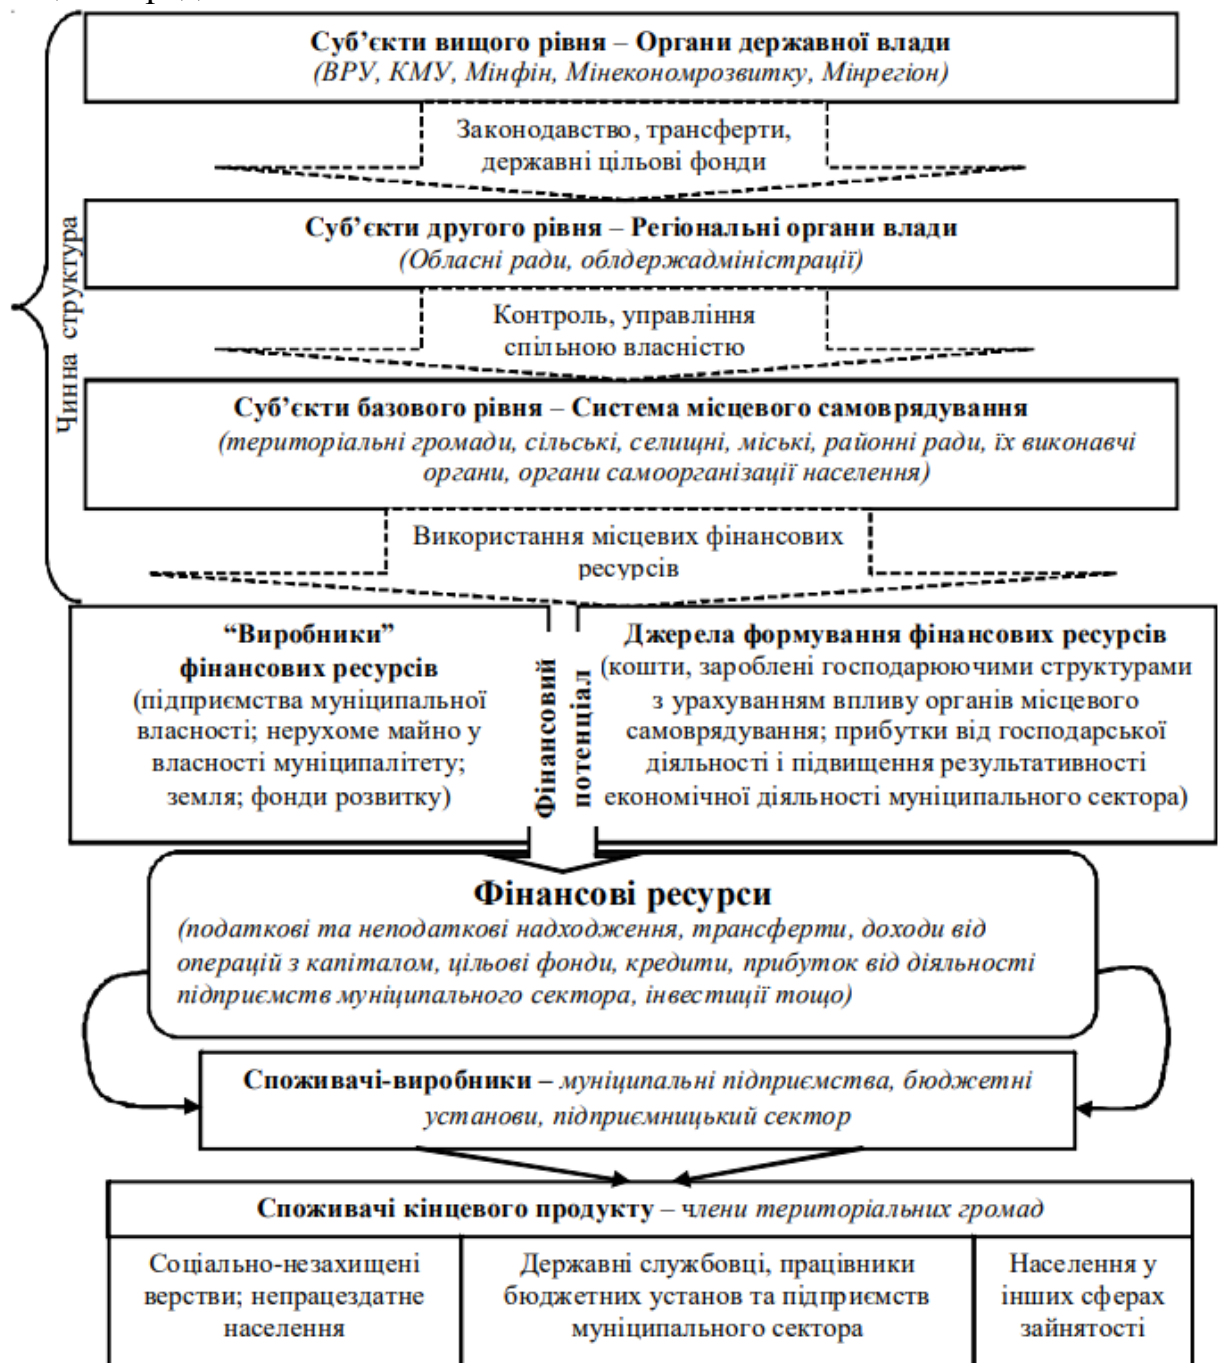 Суб’єкти вищого рівня – Органи державної влади
(ВРУ, КМУ, Мінфін, Мінекономрозвитку, Мінрегіон)
Законодавство, трансферти,
державні цільові фонди
Суб’єкти другого рівня – Регіональні органи влади
(Обласні ради, облдержадміністрації)
Контроль, управління
спільною власністю
Чинна структура
Суб’єкти базового рівня – Система місцевого самоврядування
(територіальні громади, сільські, селищні, міські, районні ради, їх виконавчі
органи, органи самоорганізації населення)
Використання місцевих фінансових
ресурсів
“Виробники”
фінансових ресурсів
(підприємства муніципальної
власності; нерухоме майно у
власності муніципалітету;
земля; фонди розвитку)
Фінансовий
потенціал
Джерела формування фінансових ресурсів
(кошти, зароблені господарюючими структурами
з урахуванням впливу органів місцевого
самоврядування; прибутки від господарської
діяльності і підвищення результативності
економічної діяльності муніципального сектора)
Фінансові ресурси
(податкові та неподаткові надходження, трансферти, доходи від
операцій з капіталом, цільові фонди, кредити, прибуток від діяльності
підприємств муніципального сектора, інвестиції тощо)
Споживачі-виробники – муніципальні підприємства, бюджетні
установи, підприємницький сектор
Споживачі кінцевого продукту – члени територіальних громад
Соціально-незахищені
верстви; непрацездатне
населення
Державні службовці, працівники
бюджетних установ та підприємств
муніципального сектора
Населення у
інших сферах
зайнятості